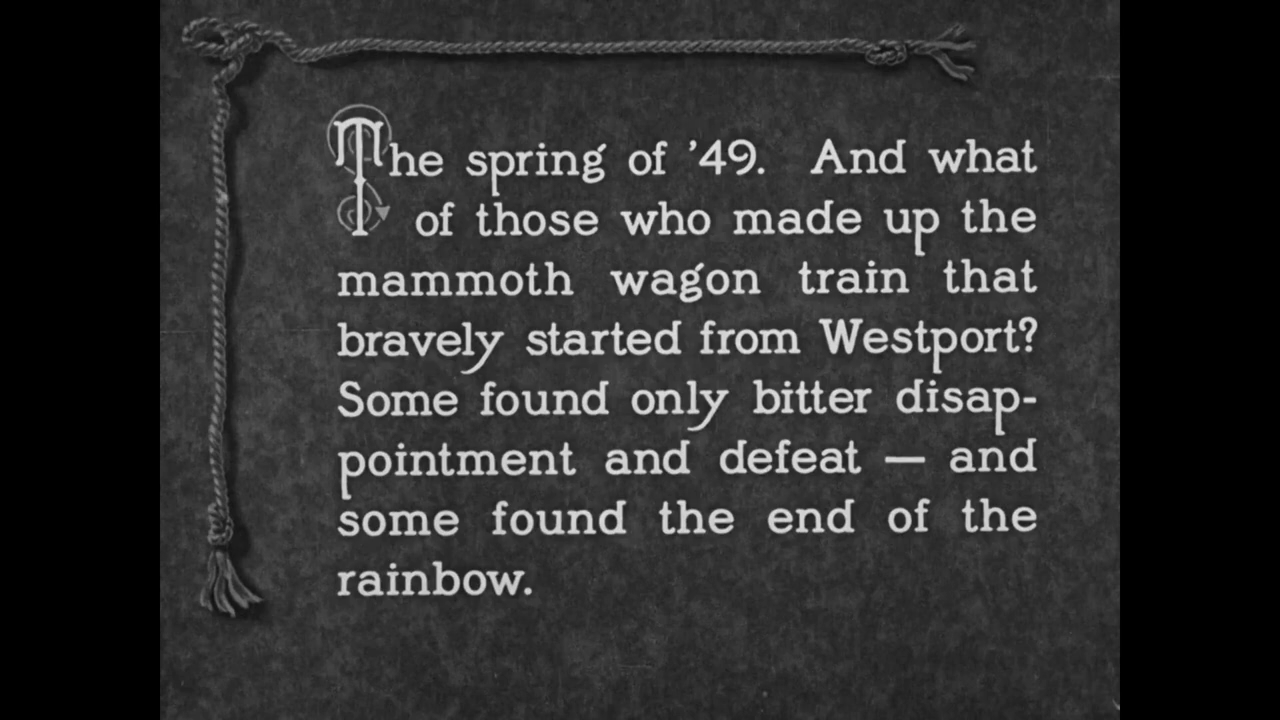 The spring of ’49. And what
of those who made up the
mammoth wagon train that
bravely started from Westport?
Some found only bitter disap-
pointment and defeat — and
some found the end of the
rainbow.